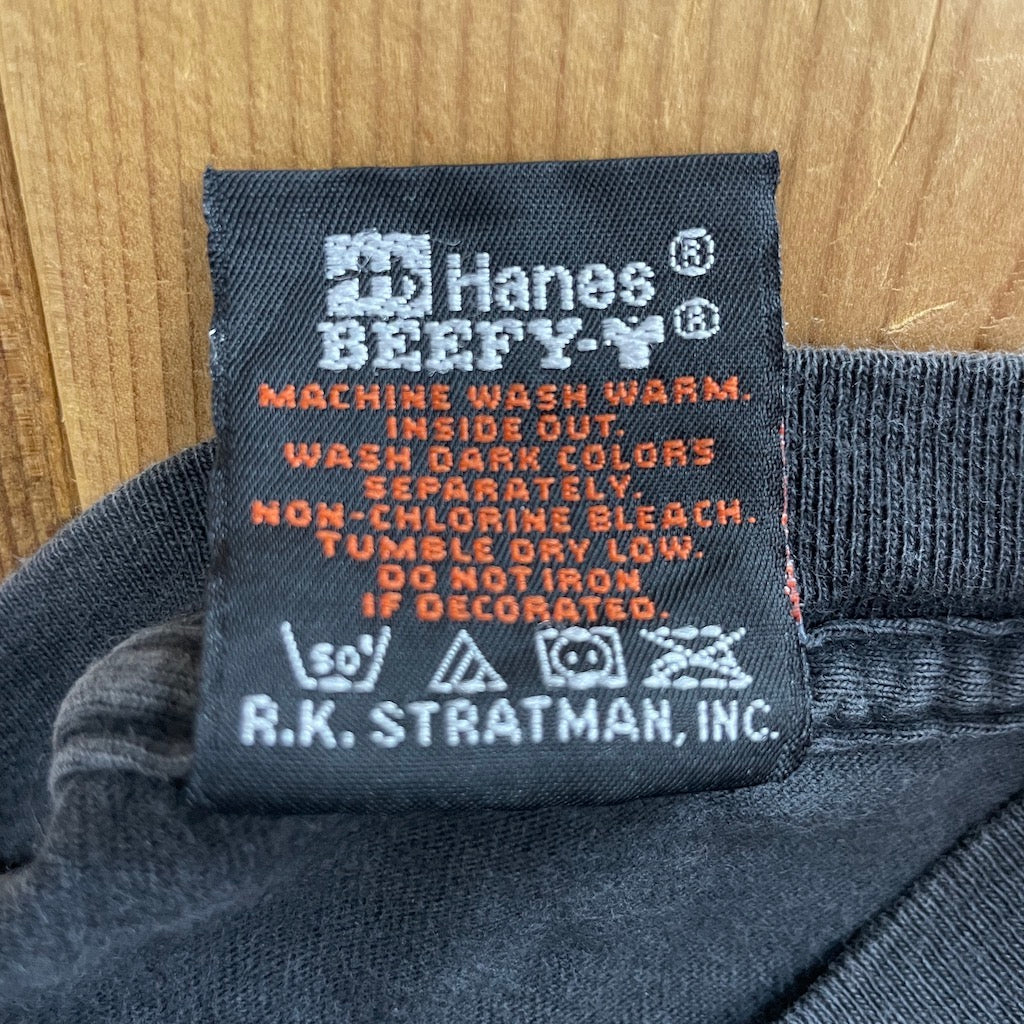 Hanes®
BEEFY-T®
MACHINE WASH WARM.
INSIDE OUT.
WASH DARK COLORS
SEPARATELY.
NON-CHLORINE BLEACH.
TUMBLE DRY LOW.
DO NOT IRON
IF DECORATED.
50°
R.K. STRATMAN, INC.